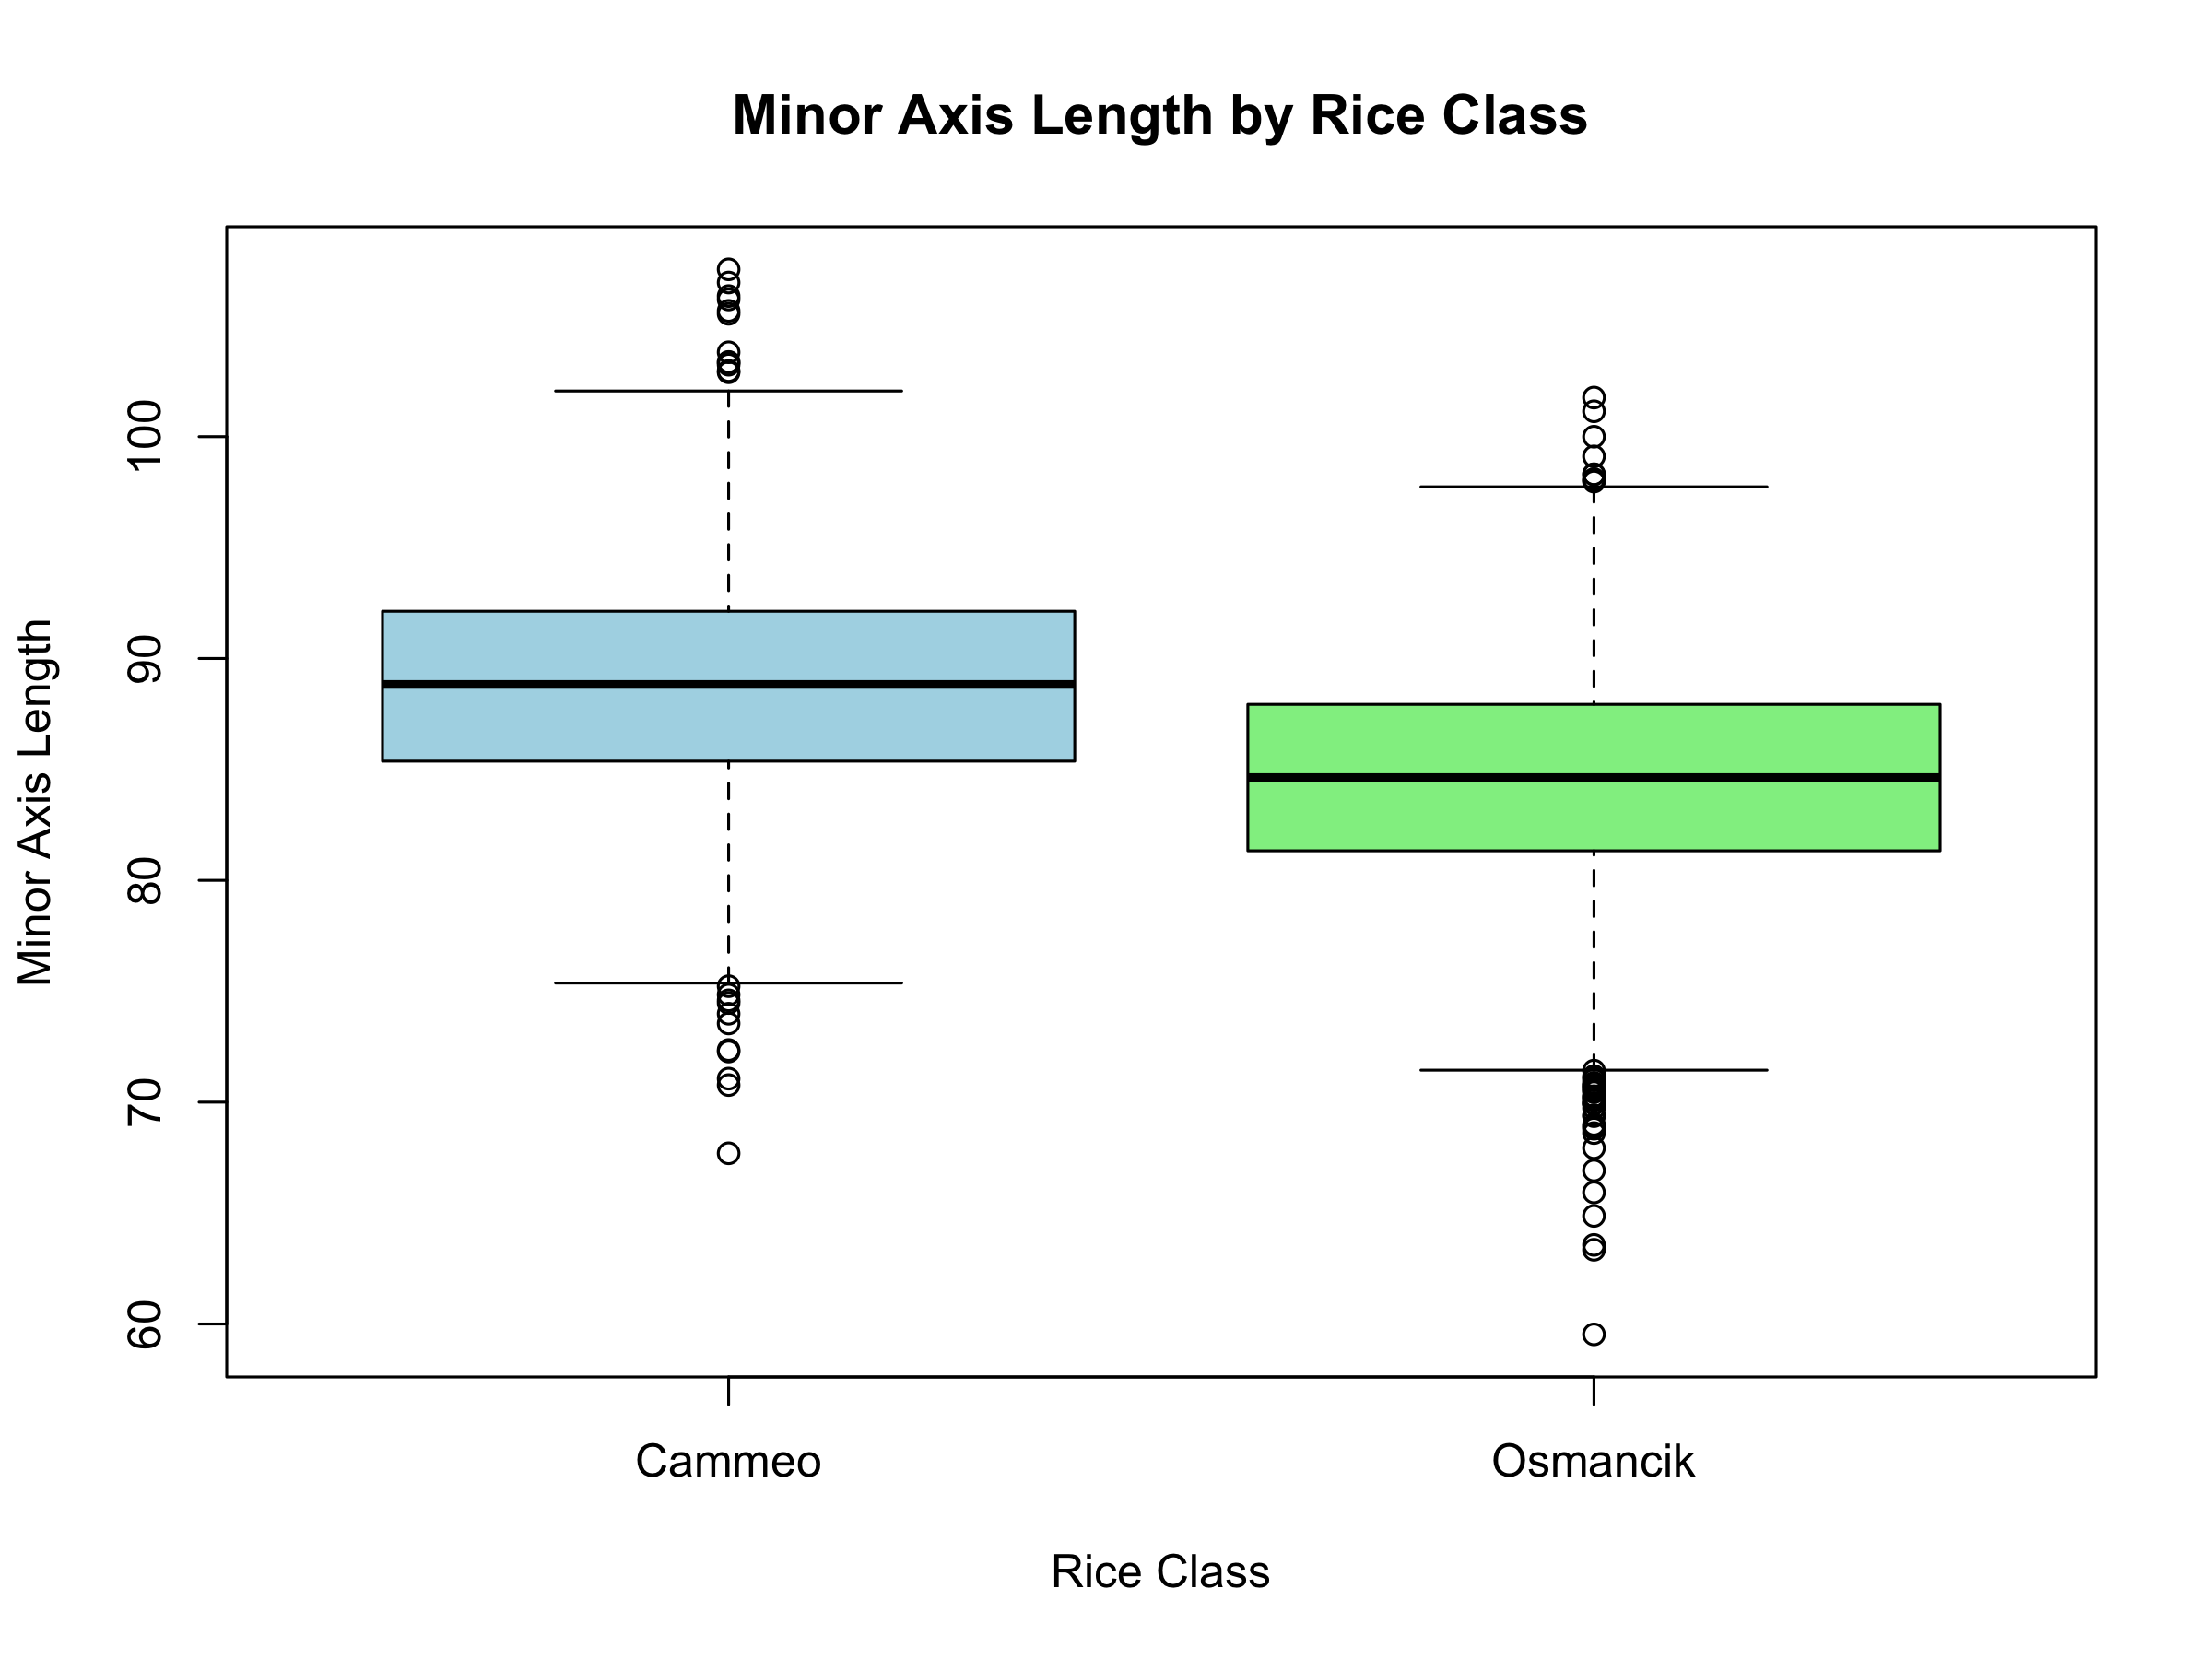 Minor Axis Length by Rice Class
Minor Axis Length
100
90
80
70
60
Cammeo
Osmancik
Rice Class